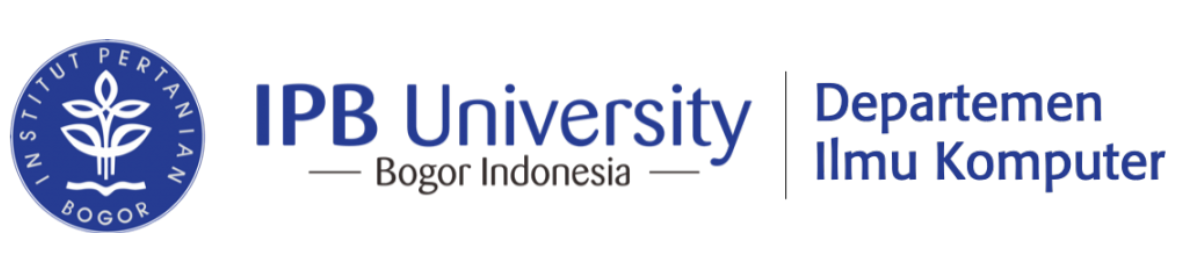 INSTITUT PERTANIAN
BOGOR
IPB University
Bogor Indonesia
Departemen
Ilmu Komputer